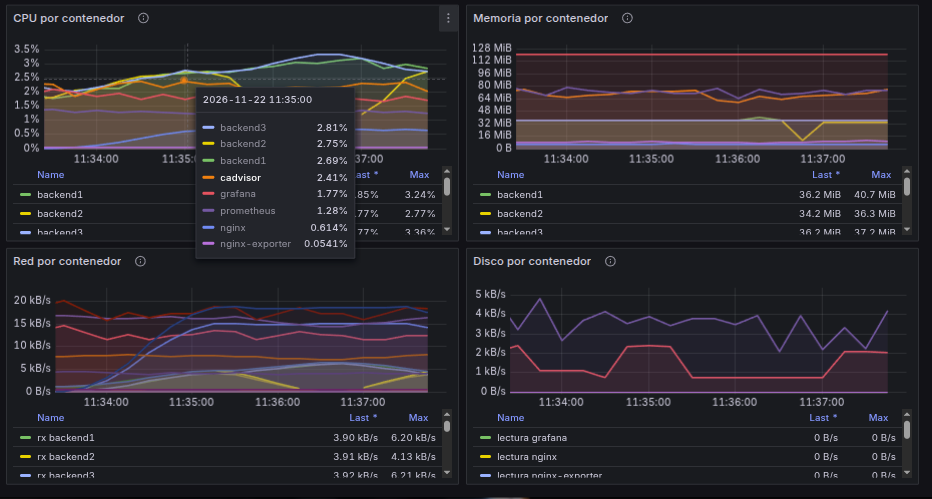 CPU por contenedor
3.5%
3%
2.5%
2%
1.5%
1%
0.5%
0%
11:34:00
11:35:
37:00
2026-11-22 11:35:00
backend3 2.81%
backend2 2.75%
backend1 2.69%
cadvisor 2.41%
grafana 1.77%
prometheus 1.28%
nginx 0.614%
nginx-exporter 0.0541%
Name ast * Max
backend1 .85% 3.24%
backend2 .77% 2.77%
backend3 .77% 3.36%
Memoria por contenedor
128 MiB
112 MiB
96 MiB
80 MiB
64 MiB
48 MiB
32 MiB
16 MiB
0 B
11:34:00 11:35:00 11:36:00 11:37:00
Name Last * Max
backend1 36.2 MiB 40.7 MiB
backend2 34.2 MiB 36.3 MiB
backend3 36.2 MiB 37.2 MiB
Red por contenedor
20 kB/s
15 kB/s
10 kB/s
5 kB/s
0 B/s
11:34:00 11:35:00 11:36:00 11:37:00
Name Last * Max
rx backend1 3.90 kB/s 6.20 kB/s
rx backend2 3.91 kB/s 4.13 kB/s
rx backend3 3.92 kB/s 6.21 kB/s
Disco por contenedor
5 kB/s
4 kB/s
3 kB/s
2 kB/s
1 kB/s
0 B/s
11:34:00 11:35:00 11:36:00 11:37:00
Name Last * Max
lectura grafana 0 B/s 0 B/s
lectura nginx 0 B/s 0 B/s
lectura nginx-exporter 0 B/s 0 B/s